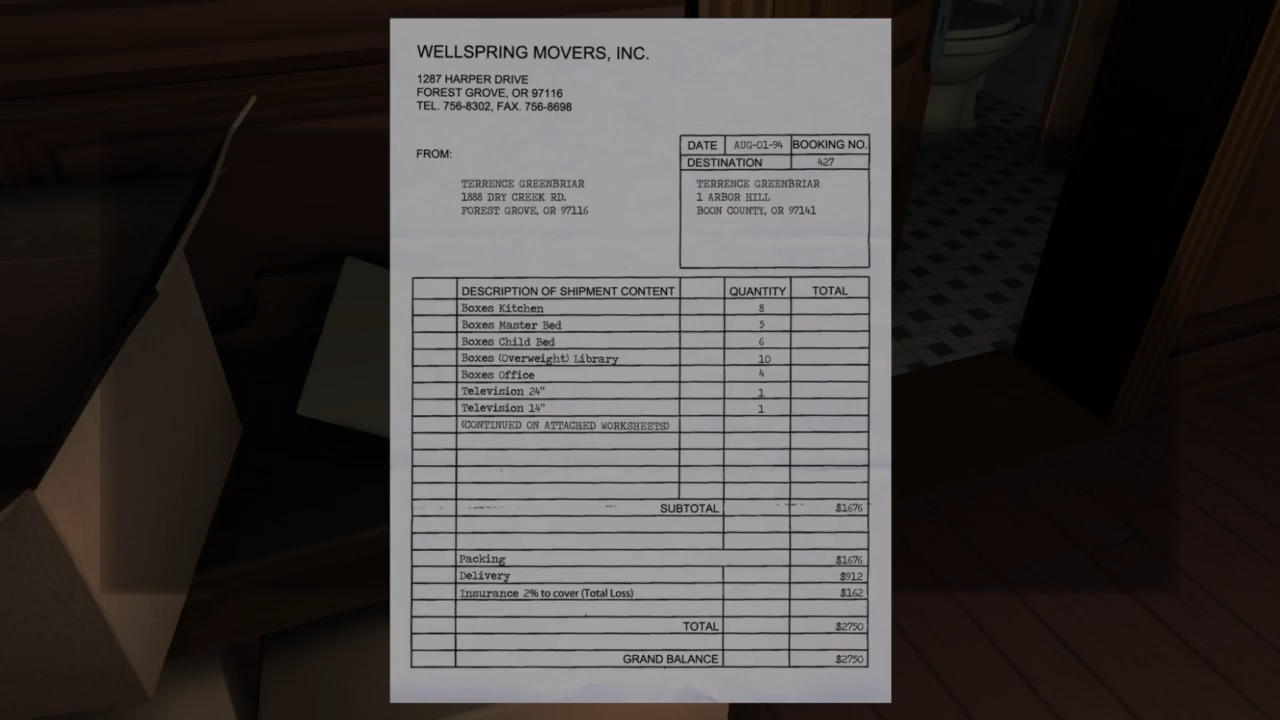 WELLSPRING MOVERS, INC.
1287 HARPER DRIVE
FOREST GROVE, OR 97116
TEL. 756-8302, FAX. 756-8698
DATE AUG-01-94 BOOKING NO.
FROM:
DESTINATION 427
TERRENCE GREENBRIAR
1888 DRY CREEK RD.
FOREST GROVE, OR 97116
TERRENCE GREENBRIAR
1 ARBOR HILL
BOON COUNTY, OR 97141
DESCRIPTION OF SHIPMENT CONTENT QUANTITY TOTAL
Boxes Kitchen 8
Boxes Master Bed 5
Boxes Child Bed 6
Boxes (Overweight) Library 10
Boxes Office 4
Television 24" 1
Television 14" 1
(CONTINUED ON ATTACHED WORKSHEETS)
SUBTOTAL $1676
Packing $1676
Delivery $912
Insurance 2% to cover (Total Loss) $162
TOTAL $2750
GRAND BALANCE $2750